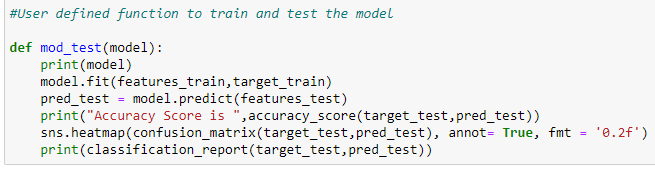 #User defined function to train and test the model
def mod_test(model):
    print(model)
    model.fit(features_train,target_train)
    pred_test = model.predict(features_test)
    print("Accuracy Score is ",accuracy_score(target_test,pred_test))
    sns.heatmap(confusion_matrix(target_test,pred_test), annot= True, fmt = '0.2f')
    print(classification_report(target_test,pred_test))